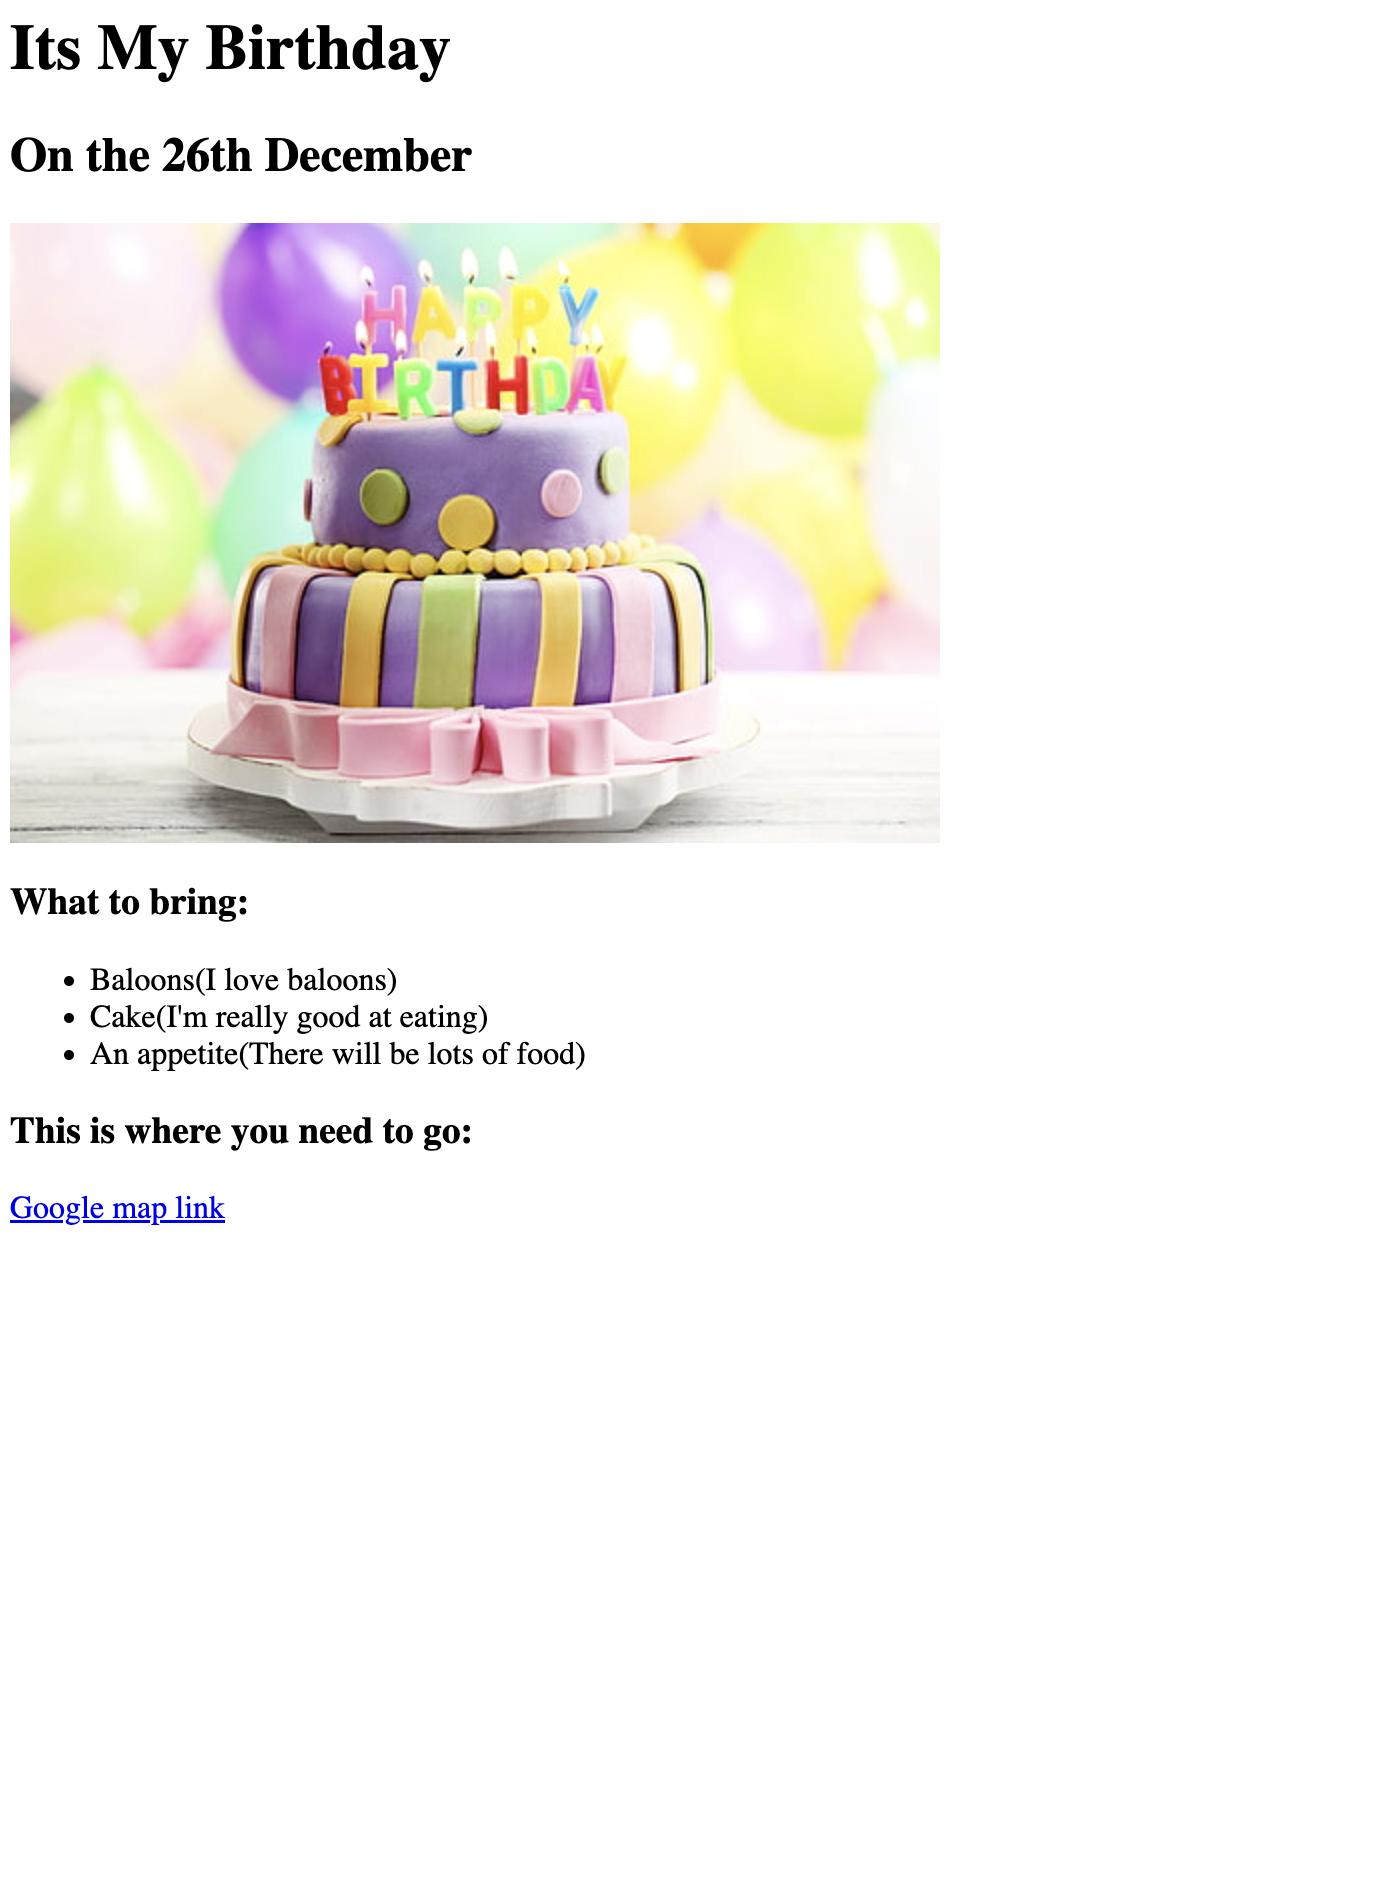 Its My Birthday
On the 26th December
HAPPY
BIRTHDAY
What to bring:
Baloons(I love baloons)
Cake(I'm really good at eating)
An appetite(There will be lots of food)
This is where you need to go:
Google map link